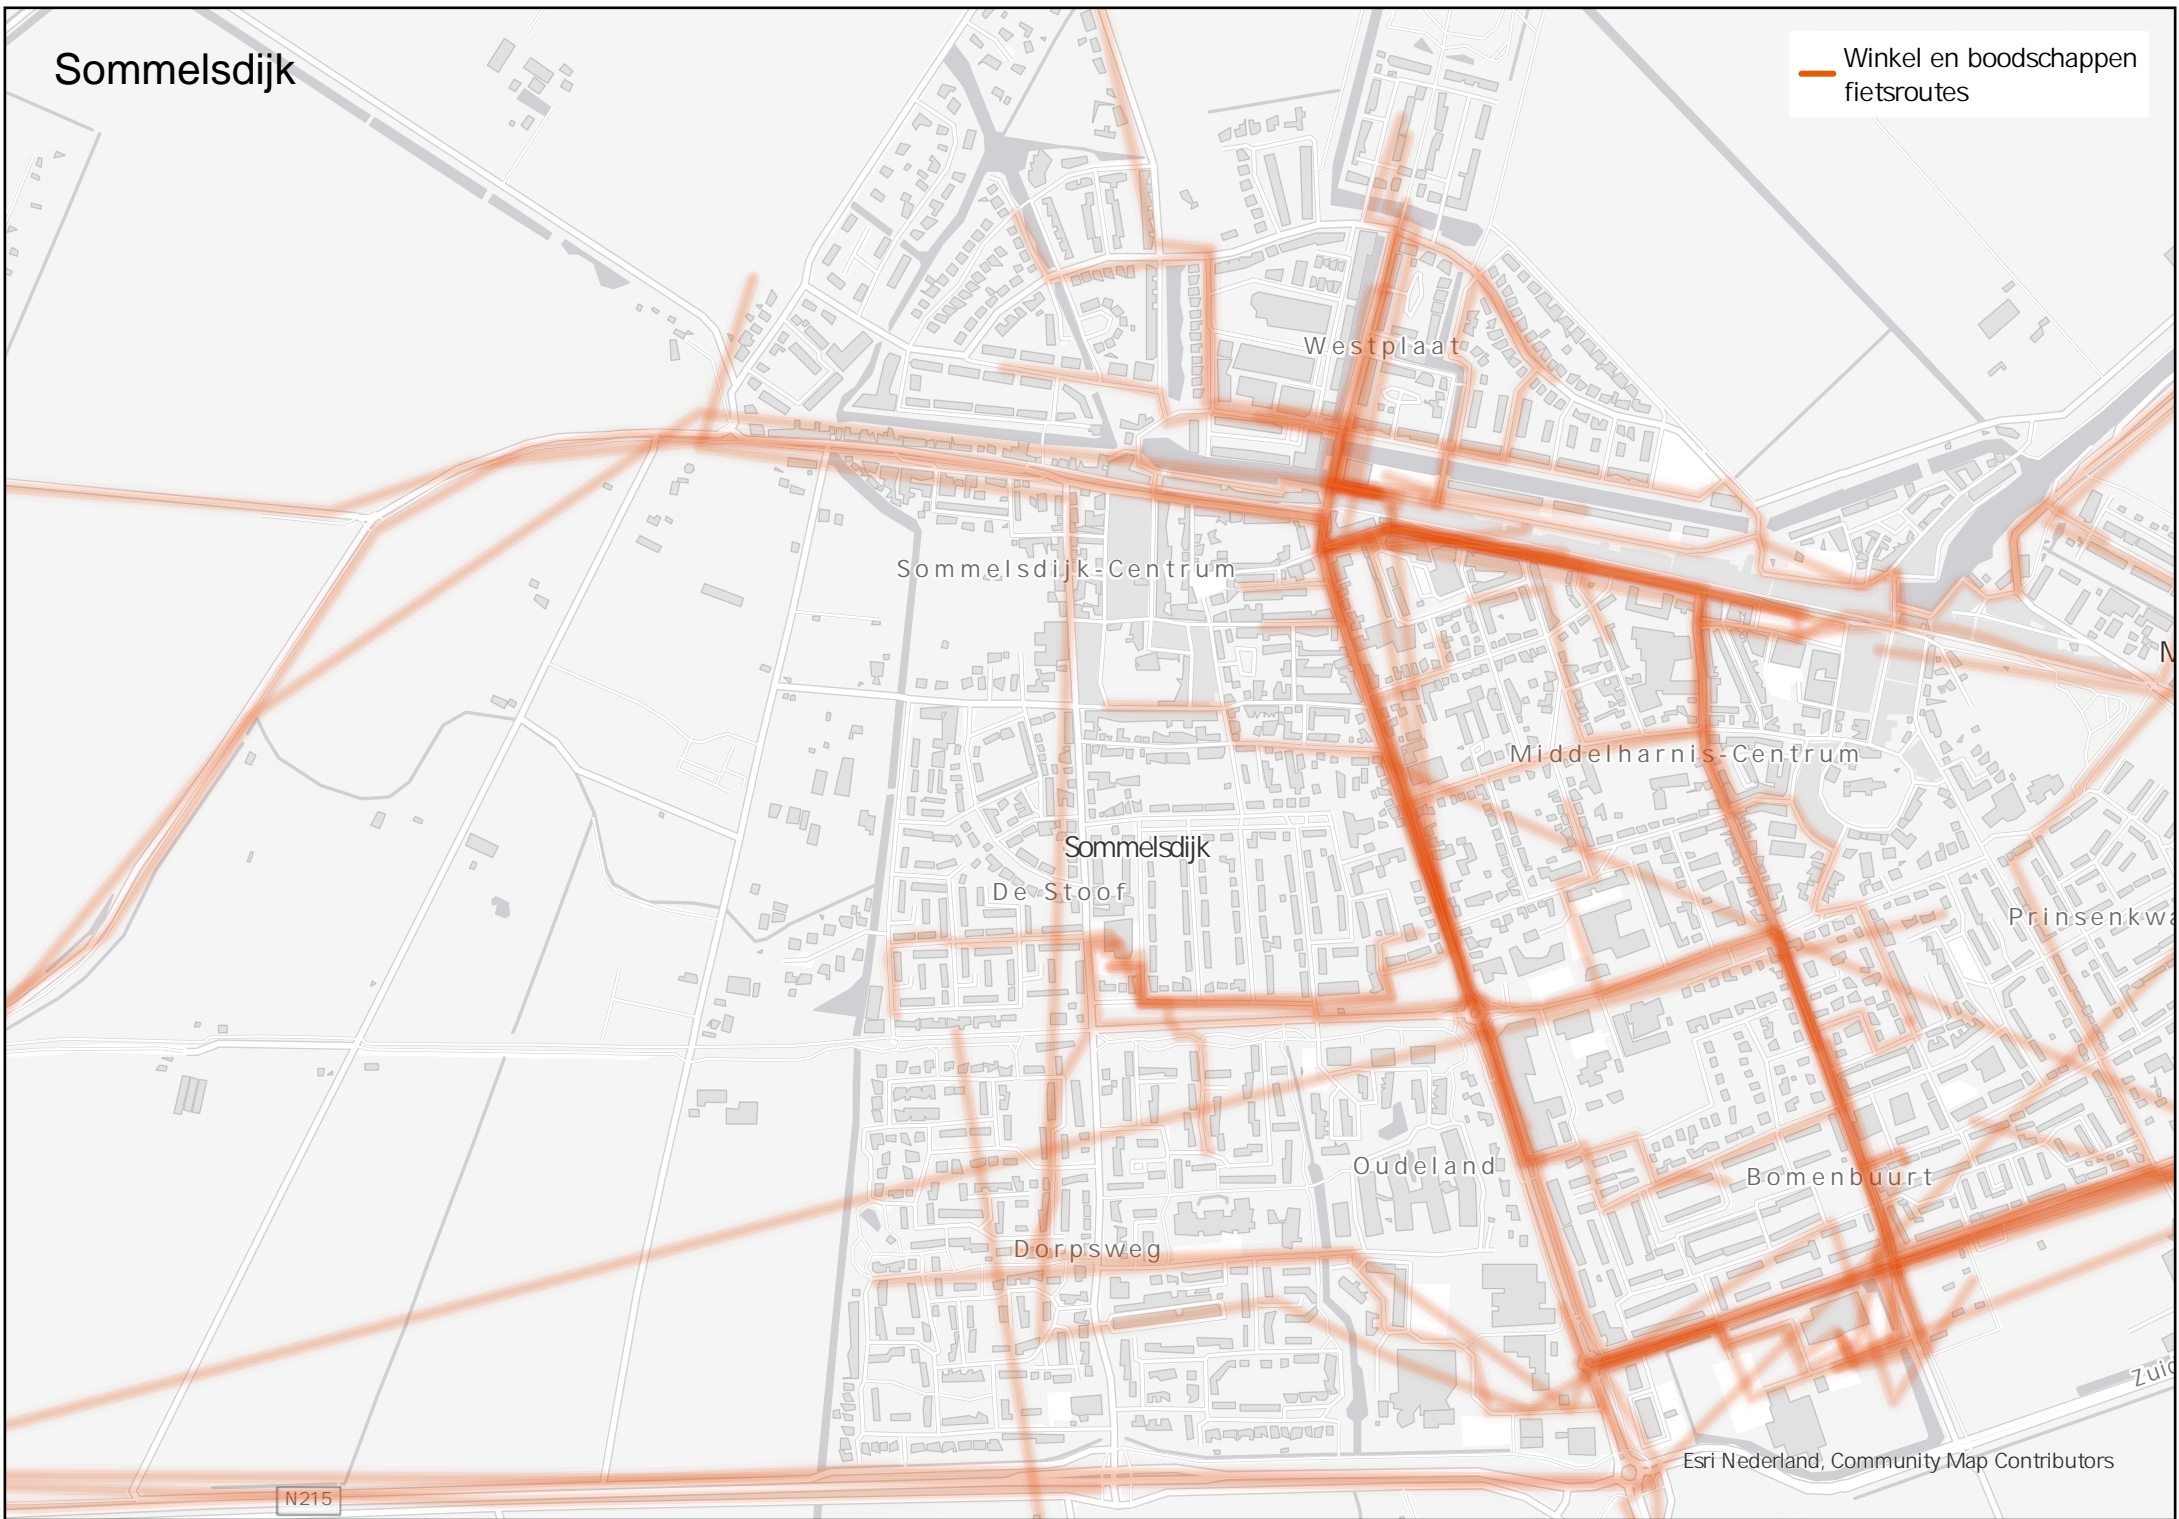 Sommelsdijk
Winkel en boodschappen
fietsroutes
Westplaat
Sommelsdijk-Centrum
Middelharnis-Centrum
Sommelsdijk
De Stoof
Prinsenkwa
Oudeland
Bomenbuurt
Dorpsweg
Zuid
Esri Nederland, Community Map Contributors
N215